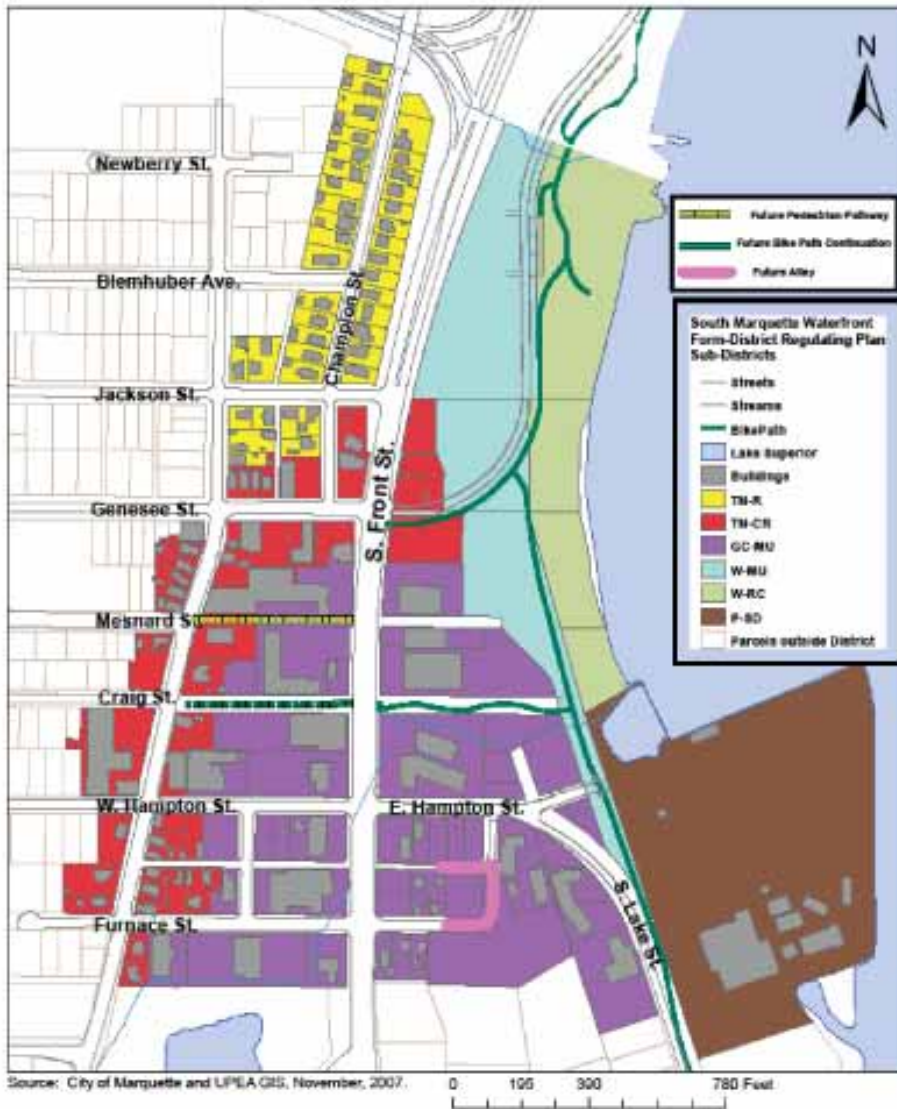 N
Newberry St.
Blemhuber Ave.
Champion St.
Jackson St.
Genesee St.
S. Front St.
Mesnard St.
Craig St.
W. Hampton St.
E. Hampton St.
Furnace St.
S. Lake St.
Future Pedestrian Pathway
Future Bike Path Continuation
Future Alley
South Marquette Waterfront
Form-District Regulating Plan
Sub-Districts
Streets
Streams
BikePath
Lake Superior
Buildings
TN-R
TN-CR
GC-MU
W-MU
W-RC
P-SD
Parcels outside District
Source: City of Marquette and UPEA GIS, November, 2007.
0 195 390 780 Feet